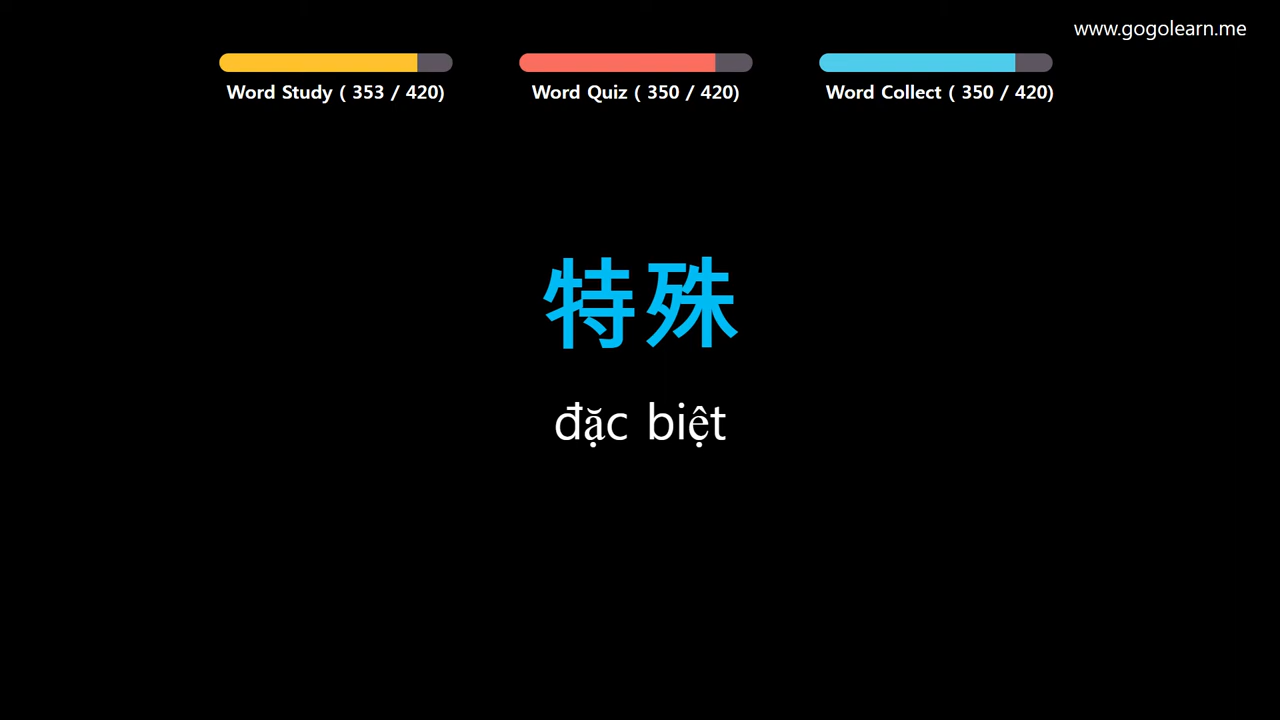 www.gogolearn.me
Word Study ( 353 / 420)
Word Quiz ( 350 / 420)
Word Collect ( 350 / 420)
特殊
đặc biệt